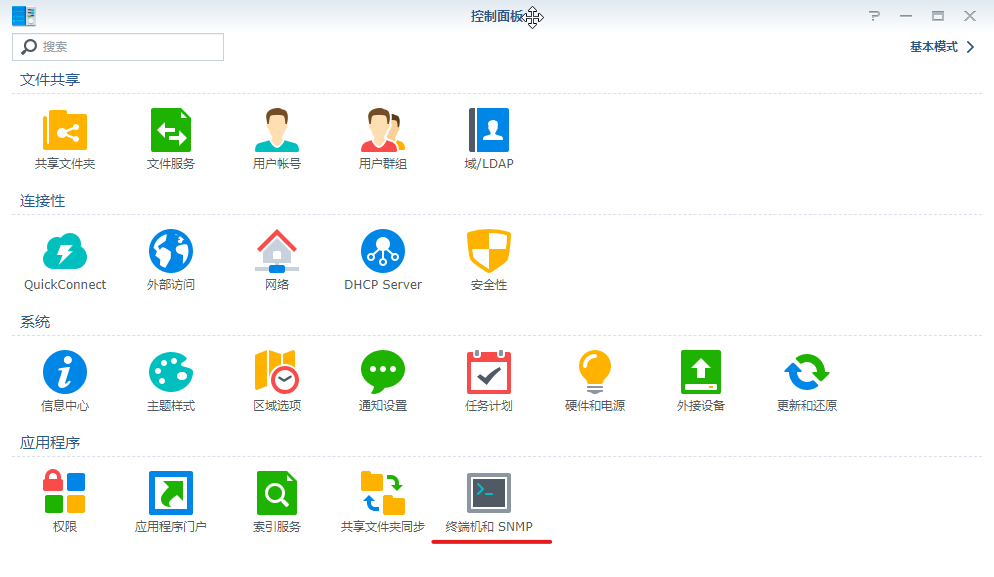 控制面板
搜索
基本模式
文件共享
共享文件夹 文件服务 用户帐号 用户群组 域/LDAP
连接性
QuickConnect 外部访问 网络 DHCP Server 安全性
系统
信息中心 主题样式 区域选项 通知设置 任务计划 硬件和电源 外接设备 更新和还原
应用程序
权限 应用程序门户 索引服务 共享文件夹同步 终端机和 SNMP